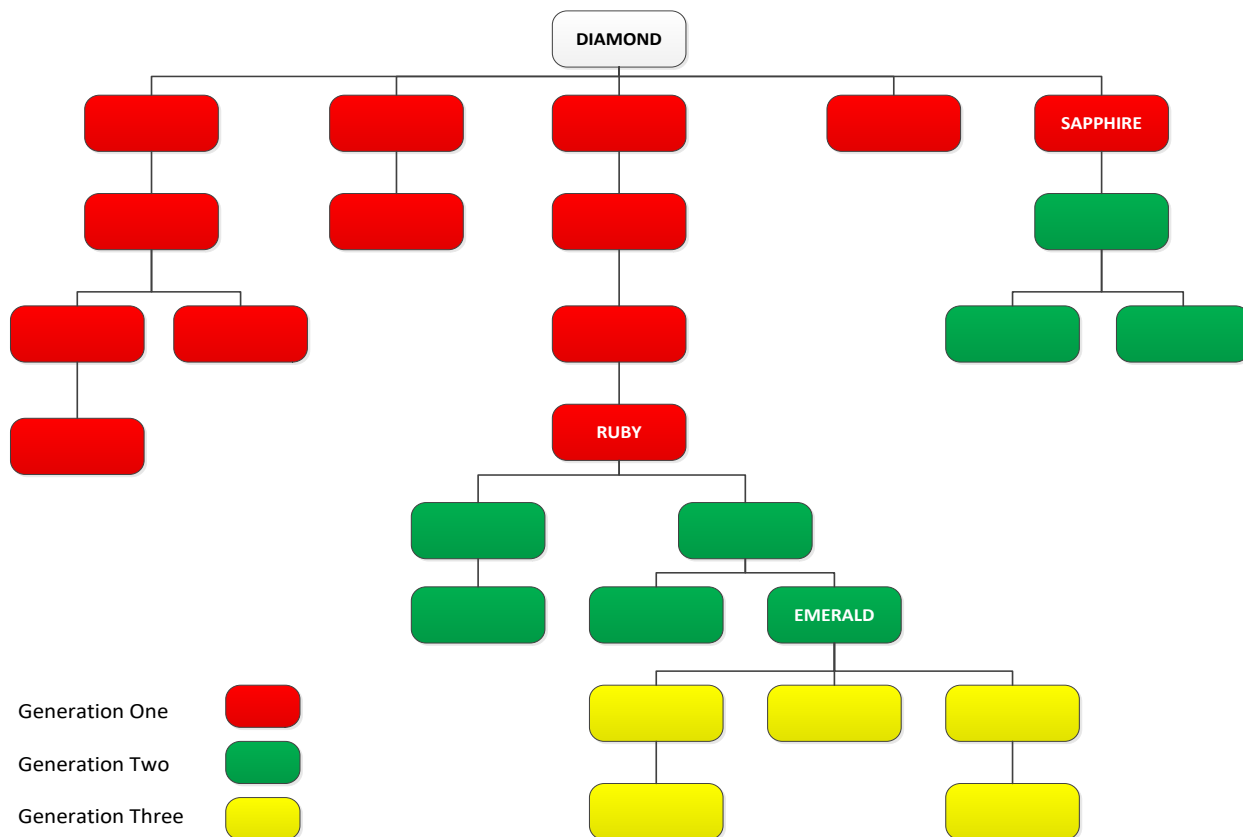 DIAMOND
SAPPHIRE
RUBY
EMERALD
Generation One
Generation Two
Generation Three